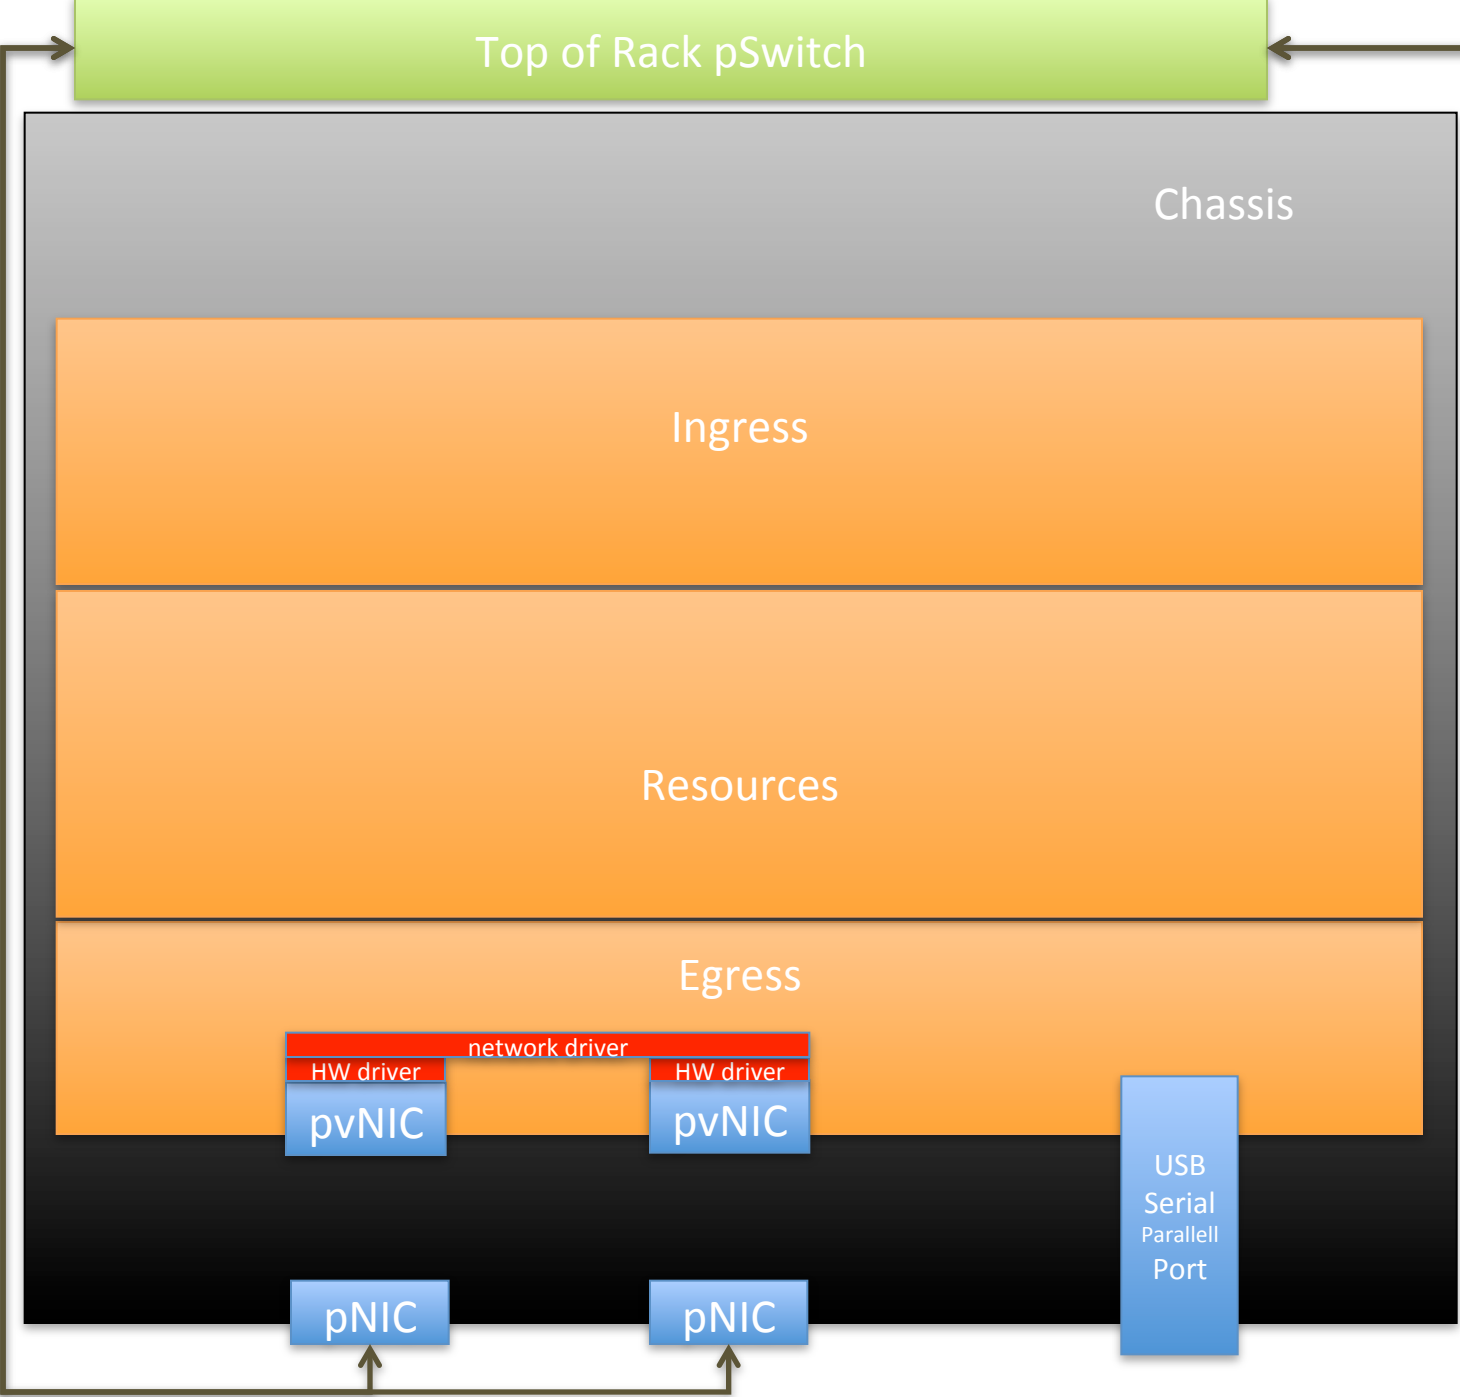 Top of Rack pSwitch
Chassis
Ingress
Resources
Egress
network driver
HW driver
HW driver
pvNIC
pvNIC
USB
Serial
Parallell
Port
pNIC
pNIC